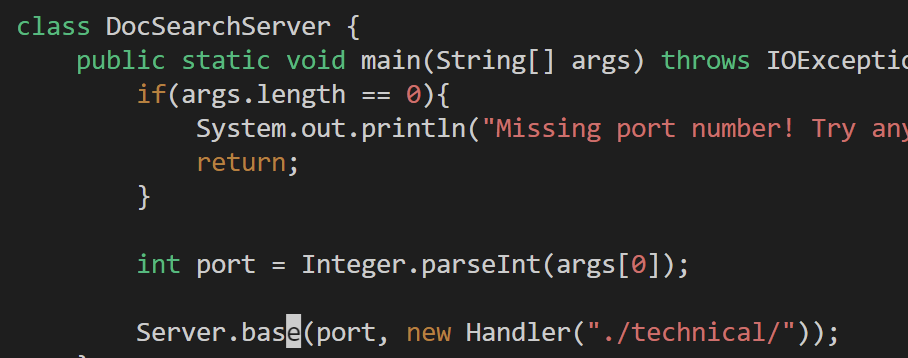 class DocSearchServer {
    public static void main(String[] args) throws IOExceptio
        if(args.length == 0){
            System.out.println("Missing port number! Try any
            return;
        }

        int port = Integer.parseInt(args[0]);

        Server.base(port, new Handler("./technical/"));
    }